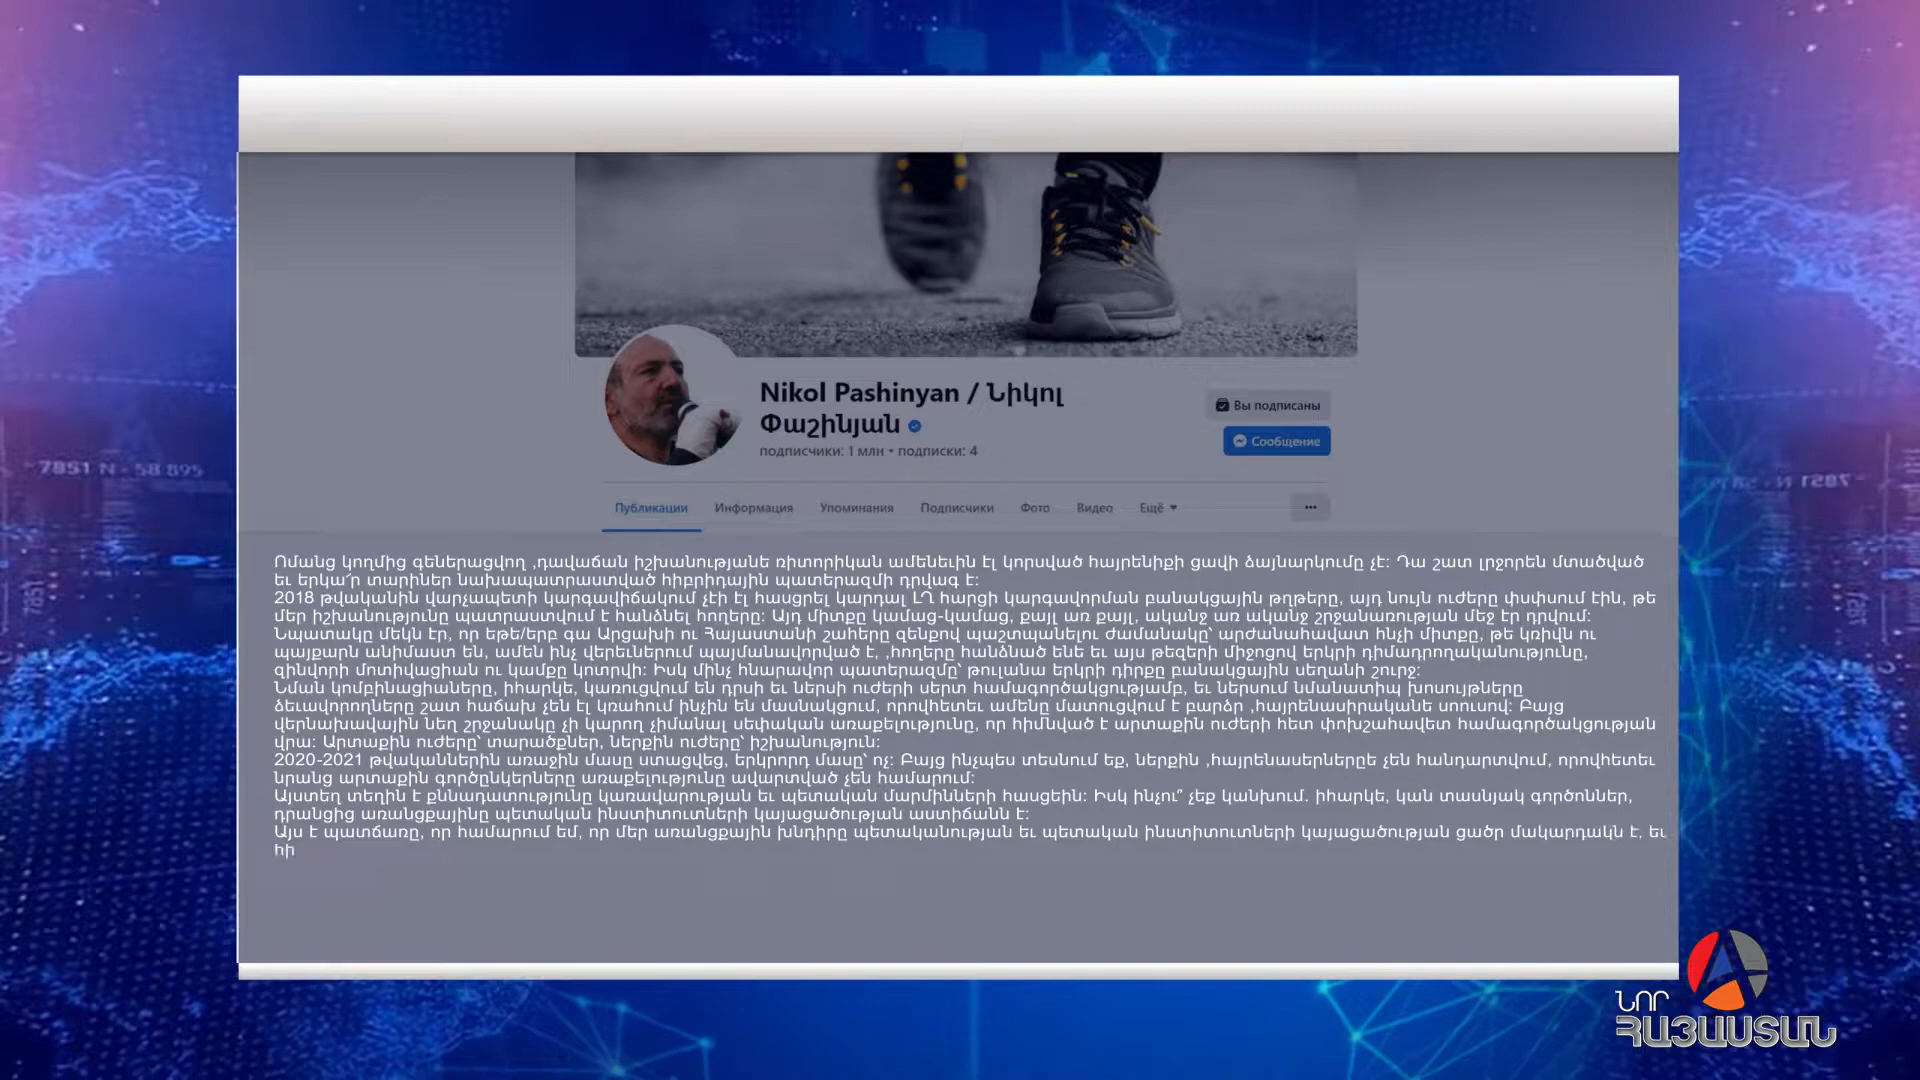 7851 N - 58 895
Nikol Pashinyan / Նիկոլ
Փաշինյան
подписчики: 1 млн • подписки: 4
Вы подписаны
Сообщение
Публикации Информация Упоминания Подписчики Фото Видео Ещё
Ոմանց կողմից գեներացվող ,դավաճան իշխանությանե ռիտորիկան ամենեւին էլ կորսված հայրենիքի ցավի ձայնարկումը չէ: Դա շատ լրջորեն մտածված
եւ երկա՜ր տարիներ նախապատրաստված հիբրիդային պատերազմի դրվագ է:
2018 թվականին վարչապետի կարգավիճակում չէի էլ հասցրել կարդալ ԼՂ հարցի կարգավորման բանակցային թղթերը, այդ նույն ուժերը փսփսում էին, թե
մեր իշխանությունը պատրաստվում է հանձնել հողերը: Այդ միտքը կամաց-կամաց, քայլ առ քայլ, ականջ առ ականջ շրջանառության մեջ էր դրվում:
Նպատակը մեկն էր, որ եթե/երբ գա Արցախի ու Հայաստանի շահերը զենքով պաշտպանելու ժամանակը՝ արժանահավատ հնչի միտքը, թե կռիվն ու
պայքարն անիմաստ են, ամեն ինչ վերեւներում պայմանավորված է, ,հողերը հանձնած ենե եւ այս թեզերի միջոցով երկրի դիմադրողականությունը,
զինվորի մոտիվացիան ու կամքը կոտրվի: Իսկ մինչ հնարավոր պատերազմը՝ թուլանա երկրի դիրքը բանակցային սեղանի շուրջ:
Նման կոմբինացիաները, իհարկե, կառուցվում են դրսի եւ ներսի ուժերի սերտ համագործակցությամբ, եւ ներսում նմանատիպ խոսույթները
ձեւավորողները շատ հաճախ չեն էլ կռահում ինչին են մասնակցում, որովհետեւ ամենը մատուցվում է բարձր ,հայրենասիրականե սոուսով: Բայց
վերնախավային նեղ շրջանակը չի կարող չիմանալ սեփական առաքելությունը, որ հիմնված է արտաքին ուժերի հետ փոխշահավետ համագործակցության
վրա: Արտաքին ուժերը՝ տարածքներ, ներքին ուժերը՝ իշխանություն:
2020-2021 թվականներին առաջին մասը ստացվեց, երկրորդ մասը՝ ոչ: Բայց ինչպես տեսնում եք, ներքին ,հայրենասերներըե չեն հանդարտվում, որովհետեւ
նրանց արտաքին գործընկերները առաքելությունը ավարտված չեն համարում:
Այստեղ տեղին է քննադատությունը կառավարության եւ պետական մարմինների հասցեին: Իսկ ինչու՞ չեք կանխում. իհարկե, կան տասնյակ գործոններ,
դրանցից առանցքայինը պետական ինստիտուտների կայացածության աստիճանն է:
Այս է պատճառը, որ համարում եմ, որ մեր առանցքային խնդիրը պետականության եւ պետական ինստիտուտների կայացածության ցածր մակարդակն է, եւ
հի
ՆՈՐ
ՀԱՅԱՍՏԱՆ